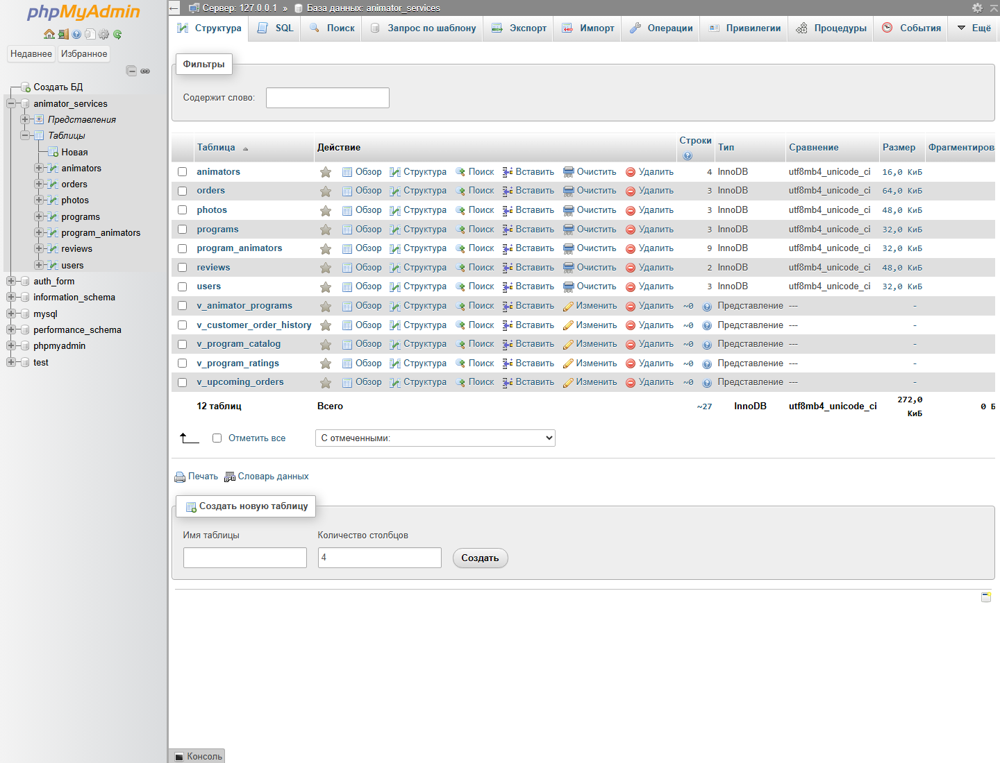 phpMyAdmin
Недавнее Избранное
Создать БД
animator_services
Представления
Таблицы
Новая
animators
orders
photos
programs
program_animators
reviews
users
auth_form
information_schema
mysql
performance_schema
phpmyadmin
test
Сервер: 127.0.0.1 » База данных: animator_services
Структура SQL Поиск Запрос по шаблону Экспорт Импорт Операции Привилегии Процедуры События Ещё
Фильтры
Содержит слово:
Таблица Действие Строки Тип Сравнение Размер Фрагментирова
animators Обзор Структура Поиск Вставить Очистить Удалить 4 InnoDB utf8mb4_unicode_ci 16,0 КиБ
orders Обзор Структура Поиск Вставить Очистить Удалить 3 InnoDB utf8mb4_unicode_ci 64,0 КиБ
photos Обзор Структура Поиск Вставить Очистить Удалить 3 InnoDB utf8mb4_unicode_ci 48,0 КиБ
programs Обзор Структура Поиск Вставить Очистить Удалить 3 InnoDB utf8mb4_unicode_ci 32,0 КиБ
program_animators Обзор Структура Поиск Вставить Очистить Удалить 9 InnoDB utf8mb4_unicode_ci 32,0 КиБ
reviews Обзор Структура Поиск Вставить Очистить Удалить 2 InnoDB utf8mb4_unicode_ci 48,0 КиБ
users Обзор Структура Поиск Вставить Очистить Удалить 3 InnoDB utf8mb4_unicode_ci 32,0 КиБ
v_animator_programs Обзор Структура Поиск Вставить Изменить Удалить ~0 Представление --- -
v_customer_order_history Обзор Структура Поиск Вставить Изменить Удалить ~0 Представление --- -
v_program_catalog Обзор Структура Поиск Вставить Изменить Удалить ~0 Представление --- -
v_program_ratings Обзор Структура Поиск Вставить Изменить Удалить ~0 Представление --- -
v_upcoming_orders Обзор Структура Поиск Вставить Изменить Удалить ~0 Представление --- -
12 таблиц Всего ~27 InnoDB utf8mb4_unicode_ci 272,0 КиБ 0 Б
Отметить все С отмеченными:
Печать Словарь данных
Создать новую таблицу
Имя таблицы Количество столбцов
4 Создать
Консоль